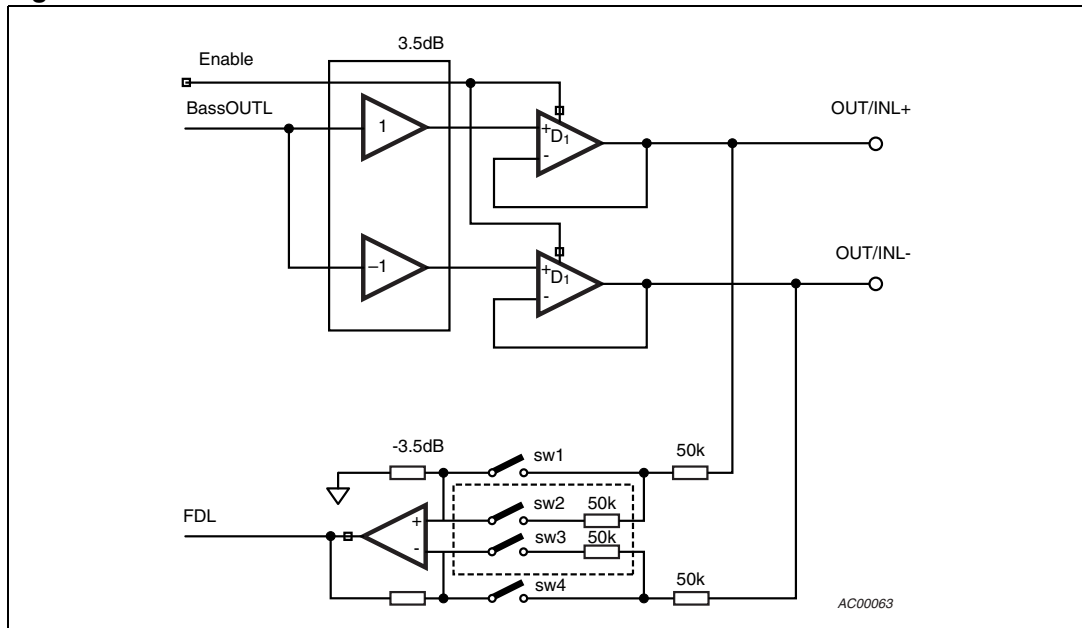 3.5dB
Enable
BassOUTL
OUT/INL+
1
+
D1
-
OUT/INL-
–1
+
D1
-
-3.5dB
sw1
50k
sw2
50k
FDL
+
sw3
50k
-
sw4
50k
AC00063